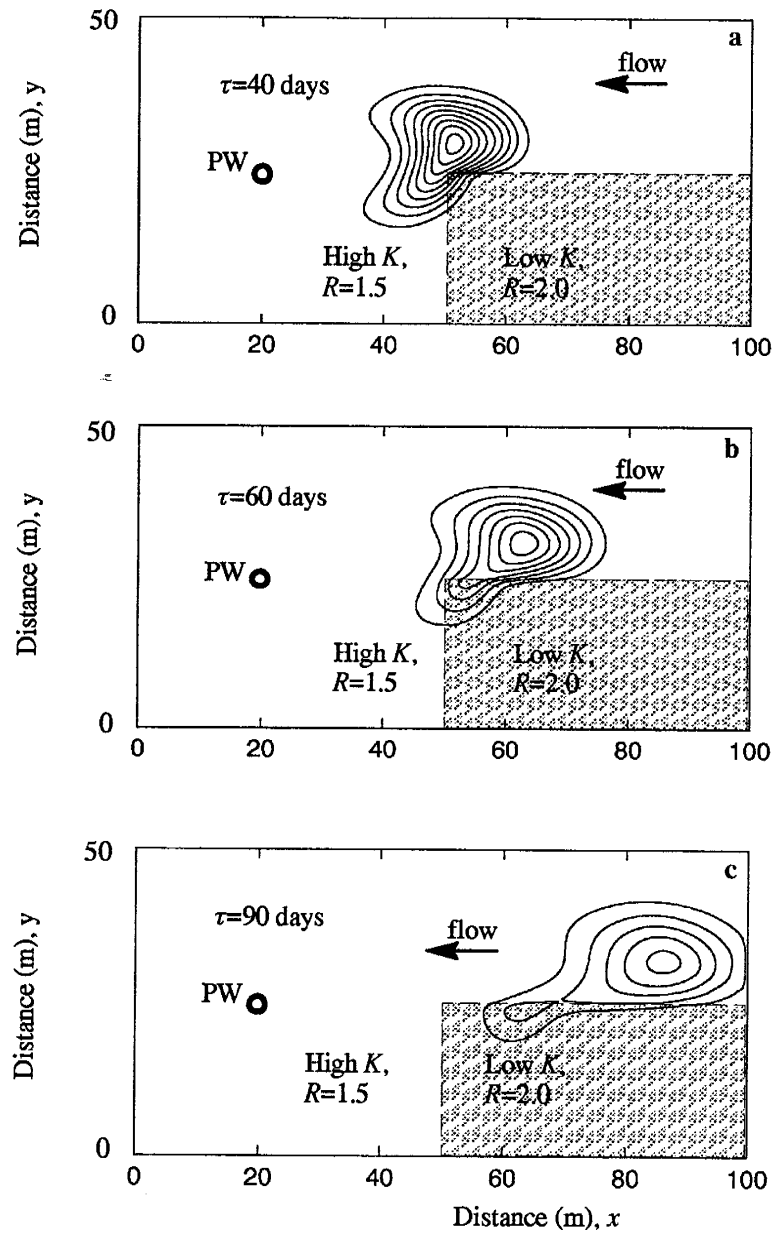 50
a
flow
τ=40 days
PW
High K,
R=1.5
Low K,
R=2.0
Distance (m), y
0
0 20 40 60 80 100
50
b
flow
τ=60 days
PW
High K,
R=1.5
Low K,
R=2.0
Distance (m), y
0
0 20 40 60 80 100
50
c
flow
τ=90 days
PW
High K,
R=1.5
Low K,
R=2.0
Distance (m), y
0
0 20 40 60 80 100
Distance (m), x